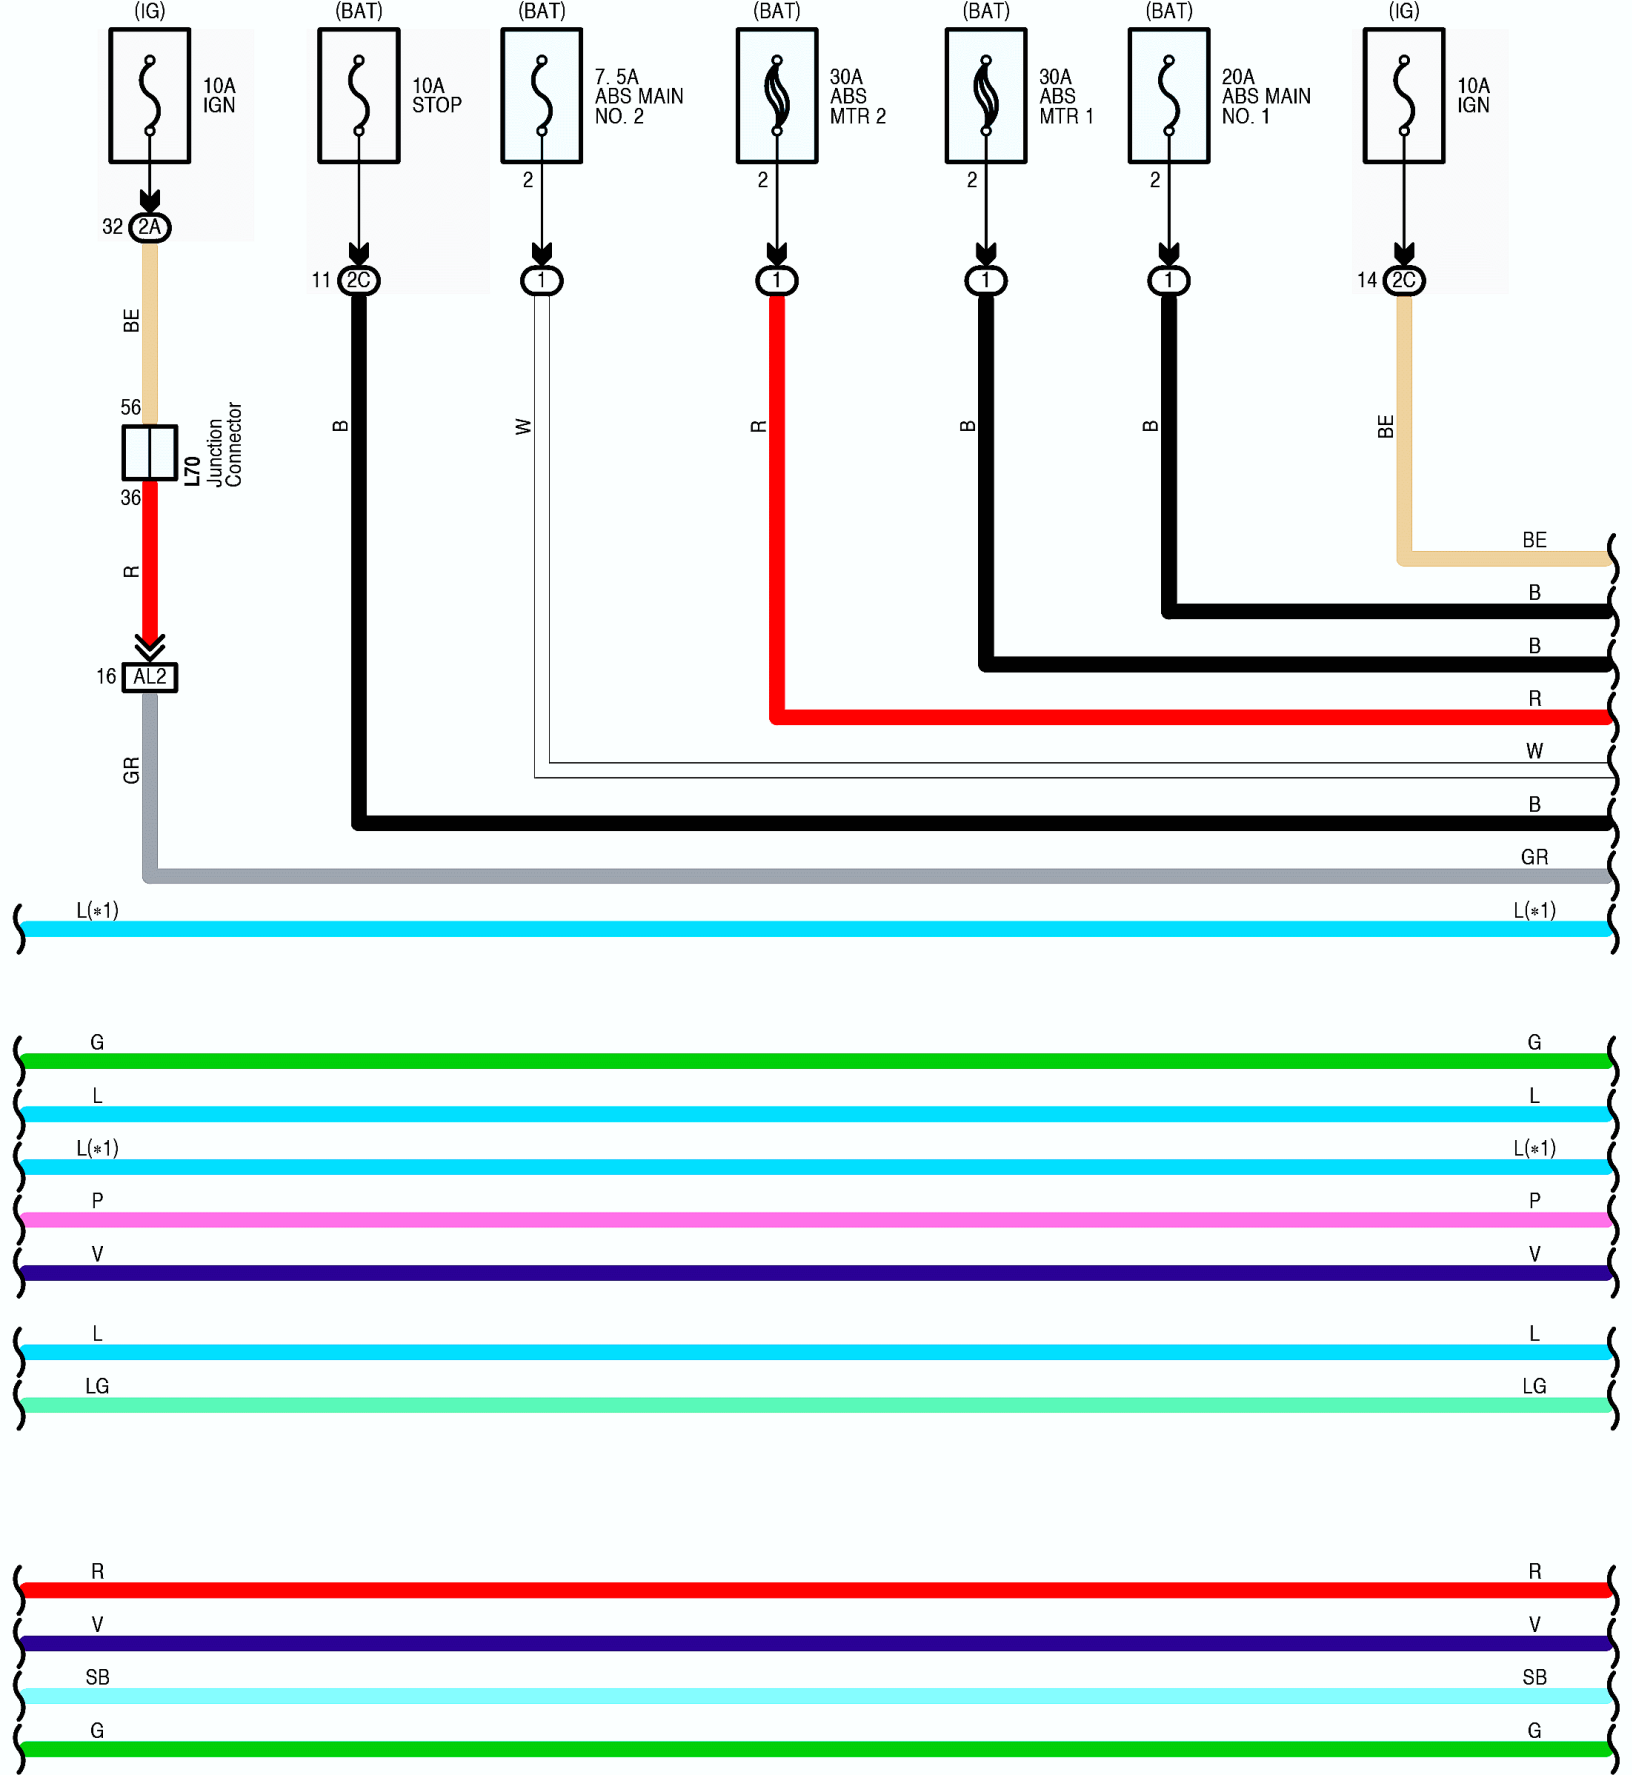 (IG)
(BAT)
(BAT)
(BAT)
(BAT)
(BAT)
(IG)
10A
IGN
10A
STOP
7. 5A
ABS MAIN
NO. 2
30A
ABS
MTR 2
30A
ABS
MTR 1
20A
ABS MAIN
NO. 1
10A
IGN
2
2
2
2
32 2A
11 2C
1
1
1
1
14 2C
BE
56
L70
Junction
Connector
36
R
16 AL2
GR
B
W
R
B
B
BE
BE
B
B
R
W
B
GR
L(*1) L(*1)
G G
L L
L(*1) L(*1)
P P
V V
L L
LG LG
R R
V V
SB SB
G G